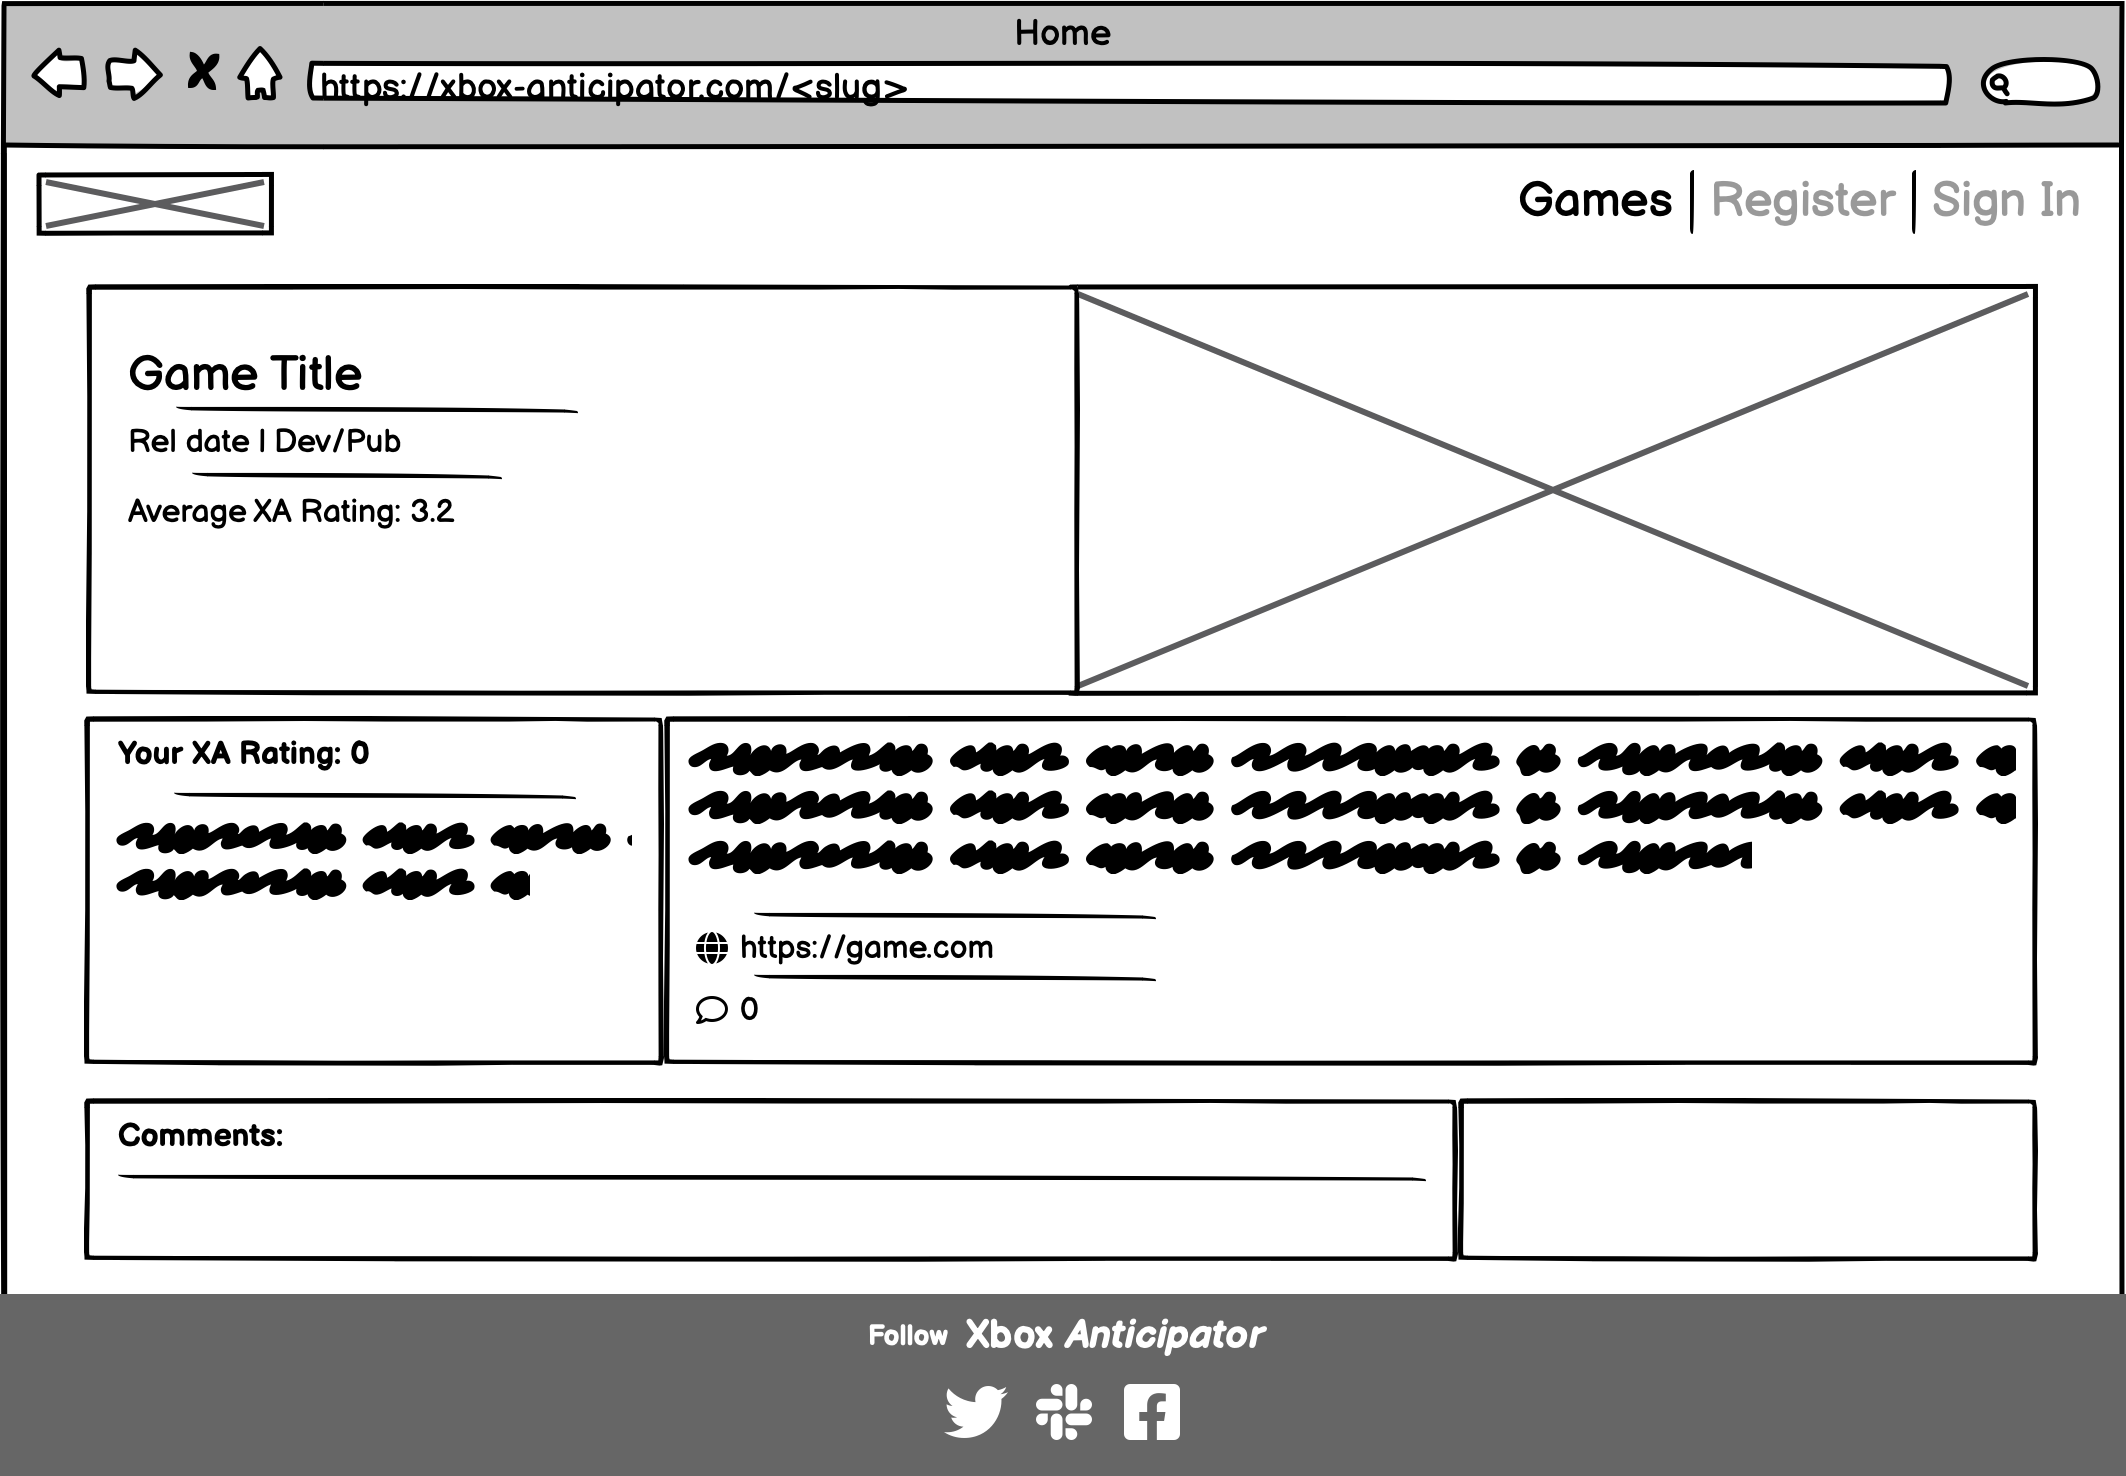 Home
https://xbox-anticipator.com/<slug>
Games | Register | Sign In
Game Title
Rel date | Dev/Pub
Average XA Rating: 3.2
Your XA Rating: 0
https://game.com
0
Comments:
Follow Xbox Anticipator